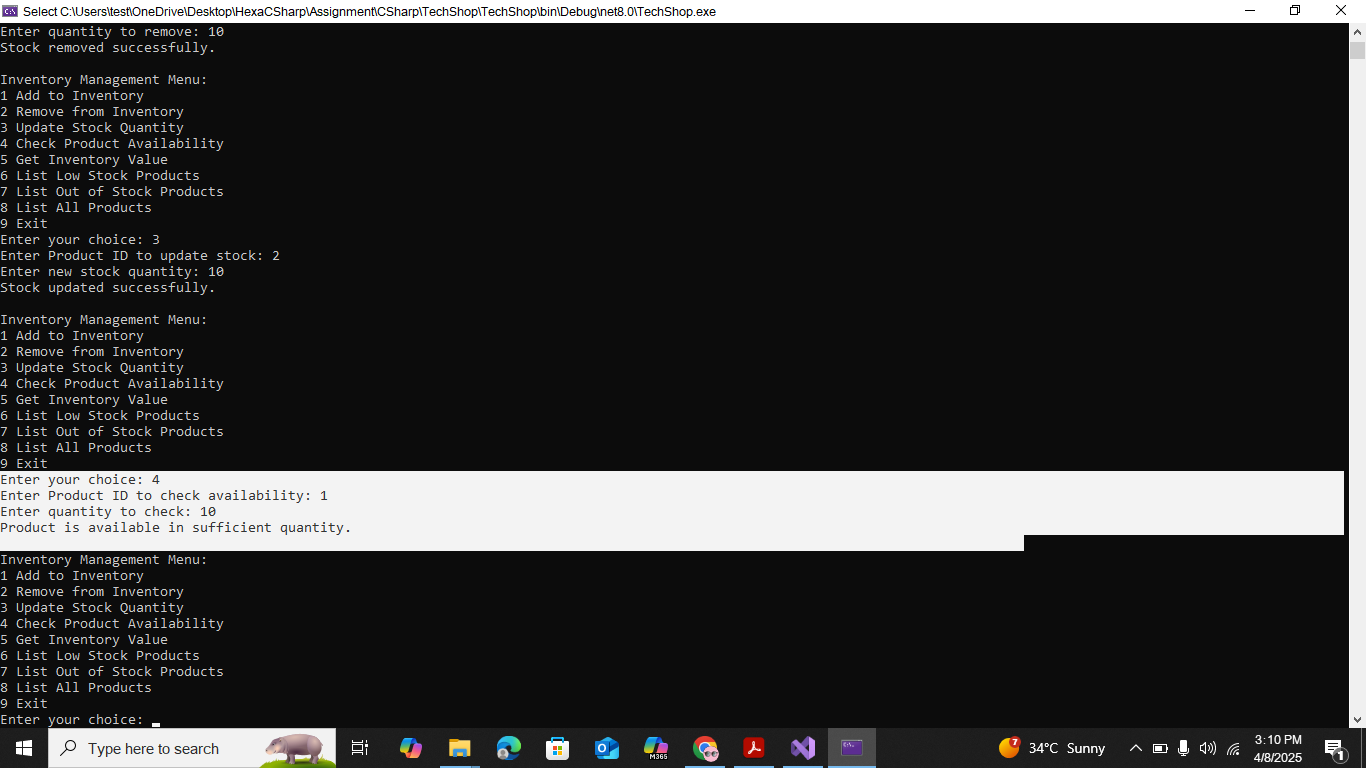 Select C:\Users\test\OneDrive\Desktop\HexaCSharp\Assignment\CSharp\TechShop\TechShop\bin\Debug\net8.0\TechShop.exe
Enter quantity to remove: 10
Stock removed successfully.
Inventory Management Menu:
1 Add to Inventory
2 Remove from Inventory
3 Update Stock Quantity
4 Check Product Availability
5 Get Inventory Value
6 List Low Stock Products
7 List Out of Stock Products
8 List All Products
9 Exit
Enter your choice: 3
Enter Product ID to update stock: 2
Enter new stock quantity: 10
Stock updated successfully.
Inventory Management Menu:
1 Add to Inventory
2 Remove from Inventory
3 Update Stock Quantity
4 Check Product Availability
5 Get Inventory Value
6 List Low Stock Products
7 List Out of Stock Products
8 List All Products
9 Exit
Enter your choice: 4
Enter Product ID to check availability: 1
Enter quantity to check: 10
Product is available in sufficient quantity.
Inventory Management Menu:
1 Add to Inventory
2 Remove from Inventory
3 Update Stock Quantity
4 Check Product Availability
5 Get Inventory Value
6 List Low Stock Products
7 List Out of Stock Products
8 List All Products
9 Exit
Enter your choice:
Type here to search
M365
7
34°C Sunny
3:10 PM
4/8/2025
1